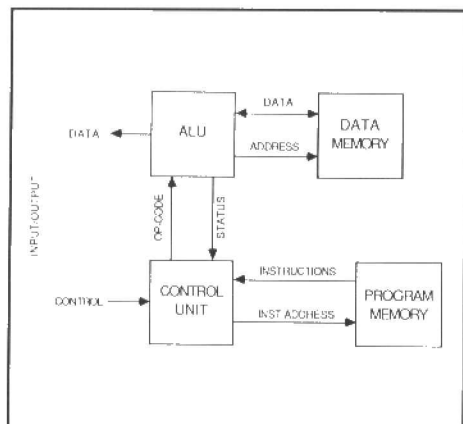 DATA
ALU
DATA
DATA
MEMORY
ADDRESS
INPUT/OUTPUT
OP-CODE
STATUS
CONTROL
CONTROL
UNIT
INSTRUCTIONS
INST ADDRESS
PROGRAM
MEMORY